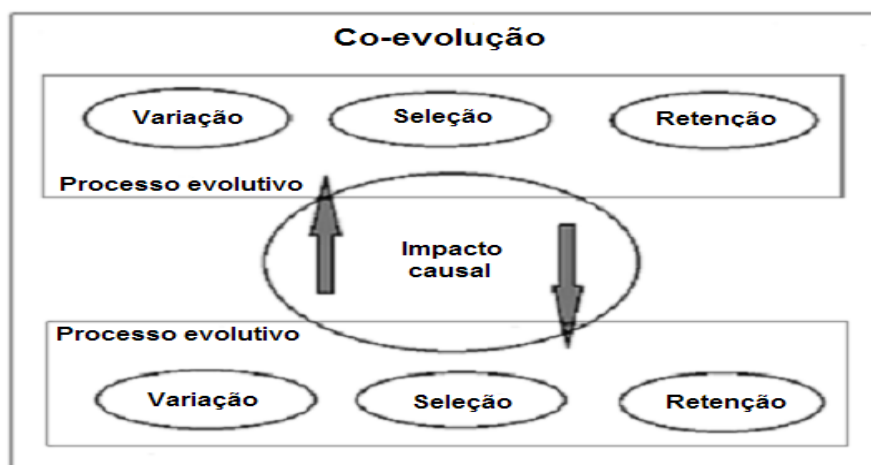 Co-evolução
Variação
Seleção
Retenção
Processo evolutivo
Impacto
causal
Processo evolutivo
Variação
Seleção
Retenção